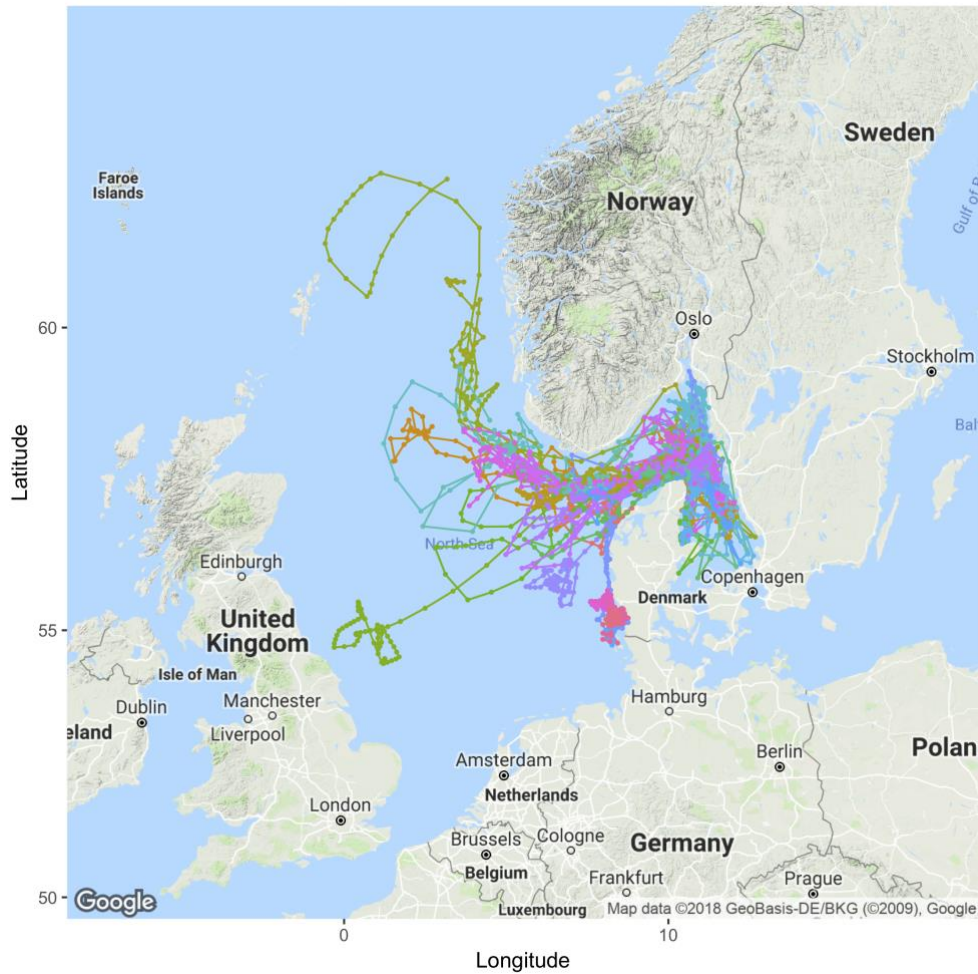 Sweden
Faroe
Islands
Norway
Gulf of B
60
Oslo
Stockholm
Bal
Latitude
North Sea
Edinburgh
Copenhagen
Denmark
55
United
Kingdom
Isle of Man
Dublin
Manchester
Liverpool
eland
Hamburg
Amsterdam
Netherlands
Berlin
Polan
London
Brussels
Cologne
Belgium
Germany
Frankfurt
Prague
50
Google
Luxembourg
Map data ©2018 GeoBasis-DE/BKG (©2009), Google
0
10
Longitude